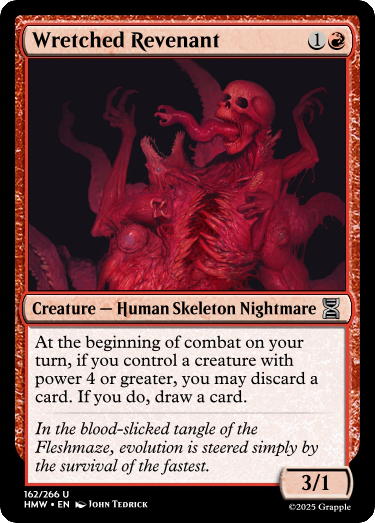 Wretched Revenant 1
Creature — Human Skeleton Nightmare
At the beginning of combat on your
turn, if you control a creature with
power 4 or greater, you may discard a
card. If you do, draw a card.
In the blood-slicked tangle of the
Fleshmaze, evolution is steered simply by
the survival of the fastest.
3/1
162/266 U
HMW • EN John Tedrick
©2025 Grapple